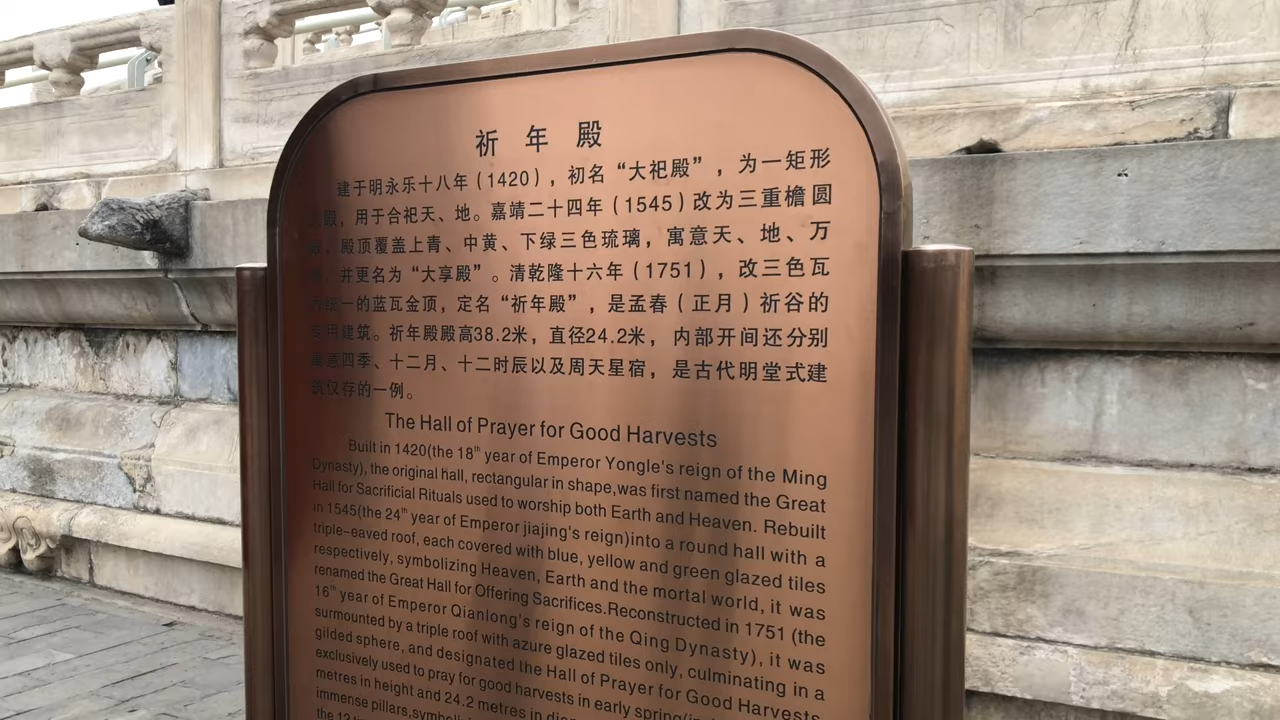 祈年殿
建于明永乐十八年（1420），初名“大祀殿”，为一矩形
殿，用于合祀天、地。嘉靖二十四年（1545）改为三重檐圆
殿顶覆盖上青、中黄、下绿三色琉璃，寓意天、地、万
并更名为“大享殿”。清乾隆十六年（1751），改三色瓦
统一的蓝瓦金顶，定名“祈年殿”，是孟春（正月）祈谷的
专用建筑。祈年殿殿高38.2米，直径24.2米，内部开间还分别
寓意四季、十二月、十二时辰以及周天星宿，是古代明堂式建
筑仅存的一例。
The Hall of Prayer for Good Harvests
Built in 1420(the 18th year of Emperor Yongle's reign of the Ming
Dynasty), the original hall, rectangular in shape,was first named the Great
Hall for Sacrificial Rituals used to worship both Earth and Heaven. Rebuilt
in 1545(the 24th year of Emperor jiajing's reign)into a round hall with a
triple-eaved roof, each covered with blue, yellow and green glazed tiles
respectively, symbolizing Heaven, Earth and the mortal world, it was
renamed the Great Hall for Offering Sacrifices.Reconstructed in 1751 (the
16th year of Emperor Qianlong's reign of the Qing Dynasty), it was
surmounted by a triple roof with azure glazed tiles only, culminating in a
gilded sphere, and designated the Hall of Prayer for Good Harvests
exclusively used to pray for good harvests in early spring
metres in height and 24.2 metres in
immense pillars,
the 12